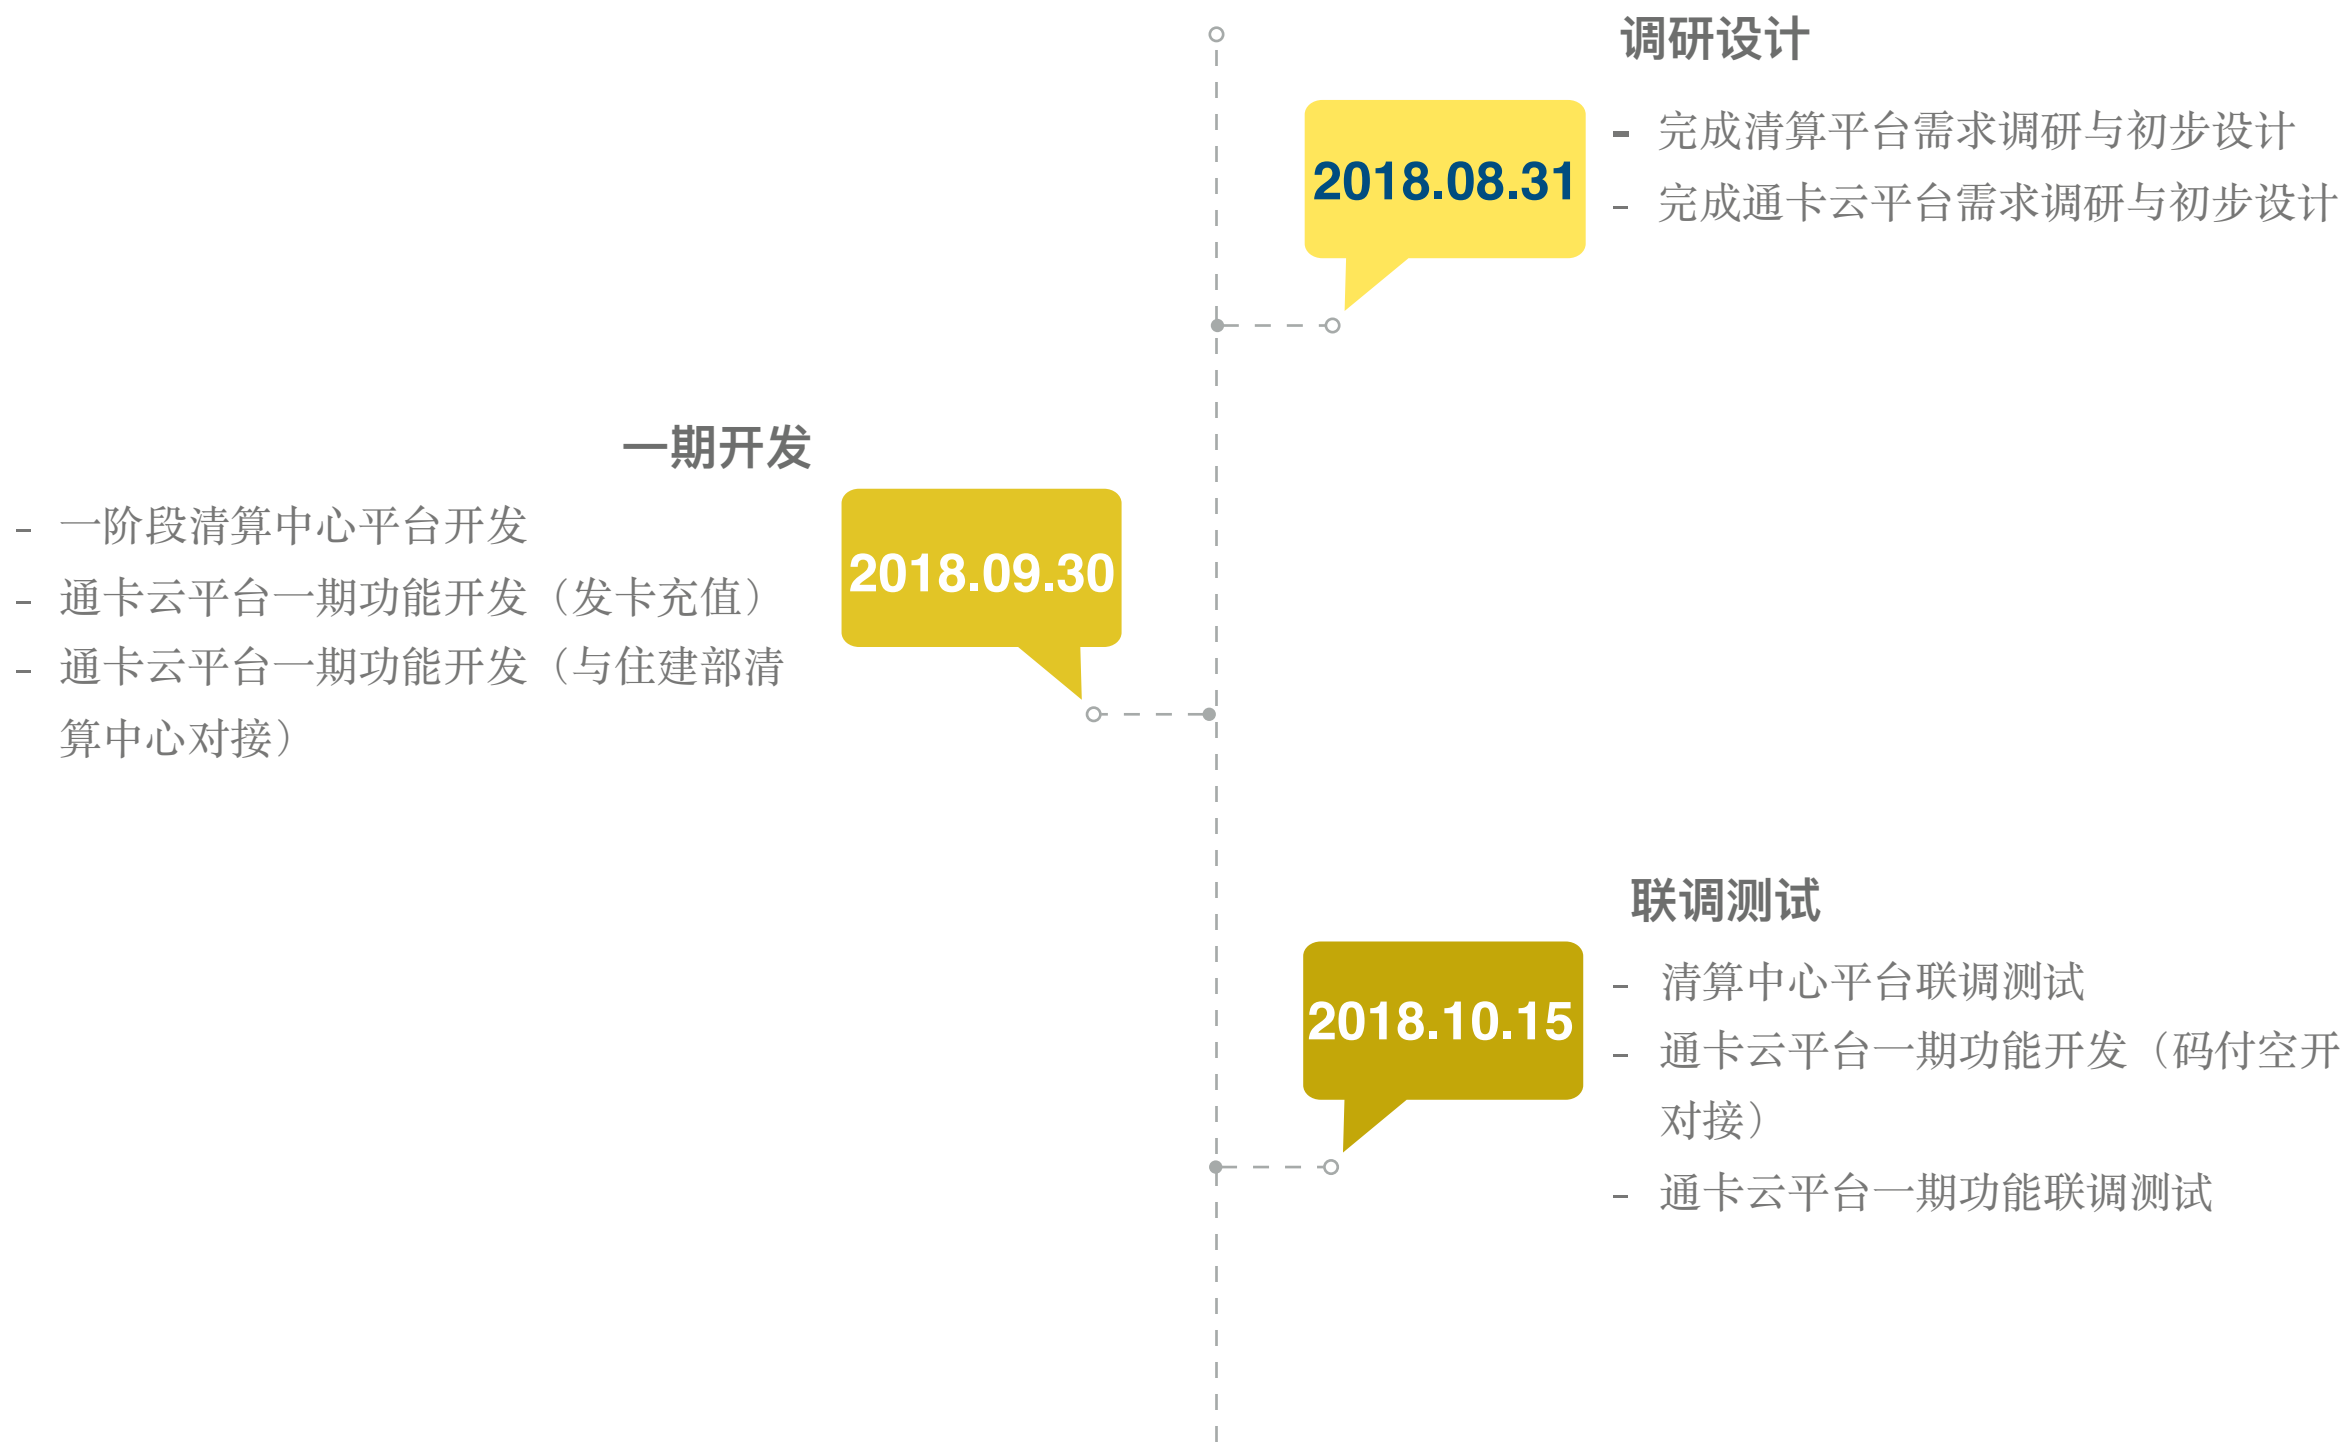 调研设计
2018.08.31
- 完成清算平台需求调研与初步设计
- 完成通卡云平台需求调研与初步设计
一期开发
2018.09.30
- 一阶段清算中心平台开发
- 通卡云平台一期功能开发（发卡充值）
- 通卡云平台一期功能开发（与住建部清
算中心对接）
联调测试
2018.10.15
- 清算中心平台联调测试
- 通卡云平台一期功能开发（码付空开
对接）
- 通卡云平台一期功能联调测试